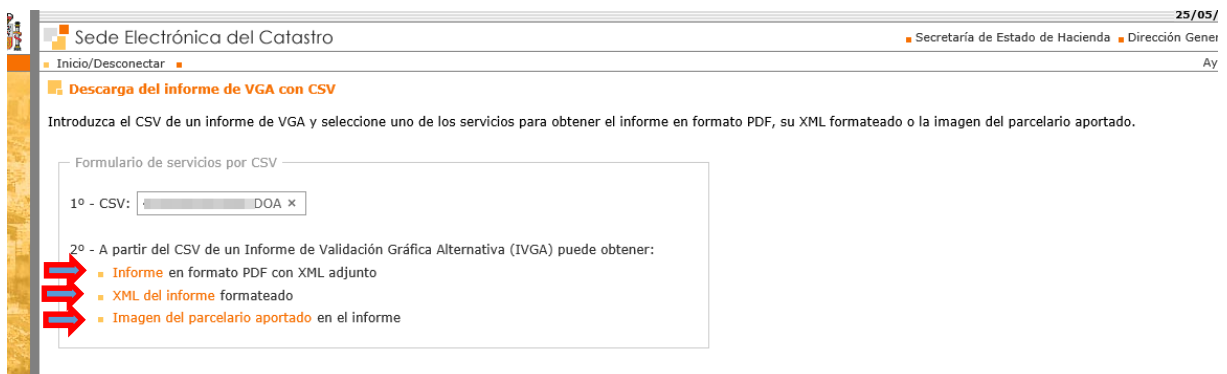 25/05/
Sede Electrónica del Catastro
Secretaría de Estado de Hacienda Dirección Gener
Inicio/Desconectar
Ay
Descarga del informe de VGA con CSV
Introduzca el CSV de un informe de VGA y seleccione uno de los servicios para obtener el informe en formato PDF, su XML formateado o la imagen del parcelario aportado.
Formulario de servicios por CSV
1º - CSV: DOA ×
2º - A partir del CSV de un Informe de Validación Gráfica Alternativa (IVGA) puede obtener:
Informe en formato PDF con XML adjunto
XML del informe formateado
Imagen del parcelario aportado en el informe